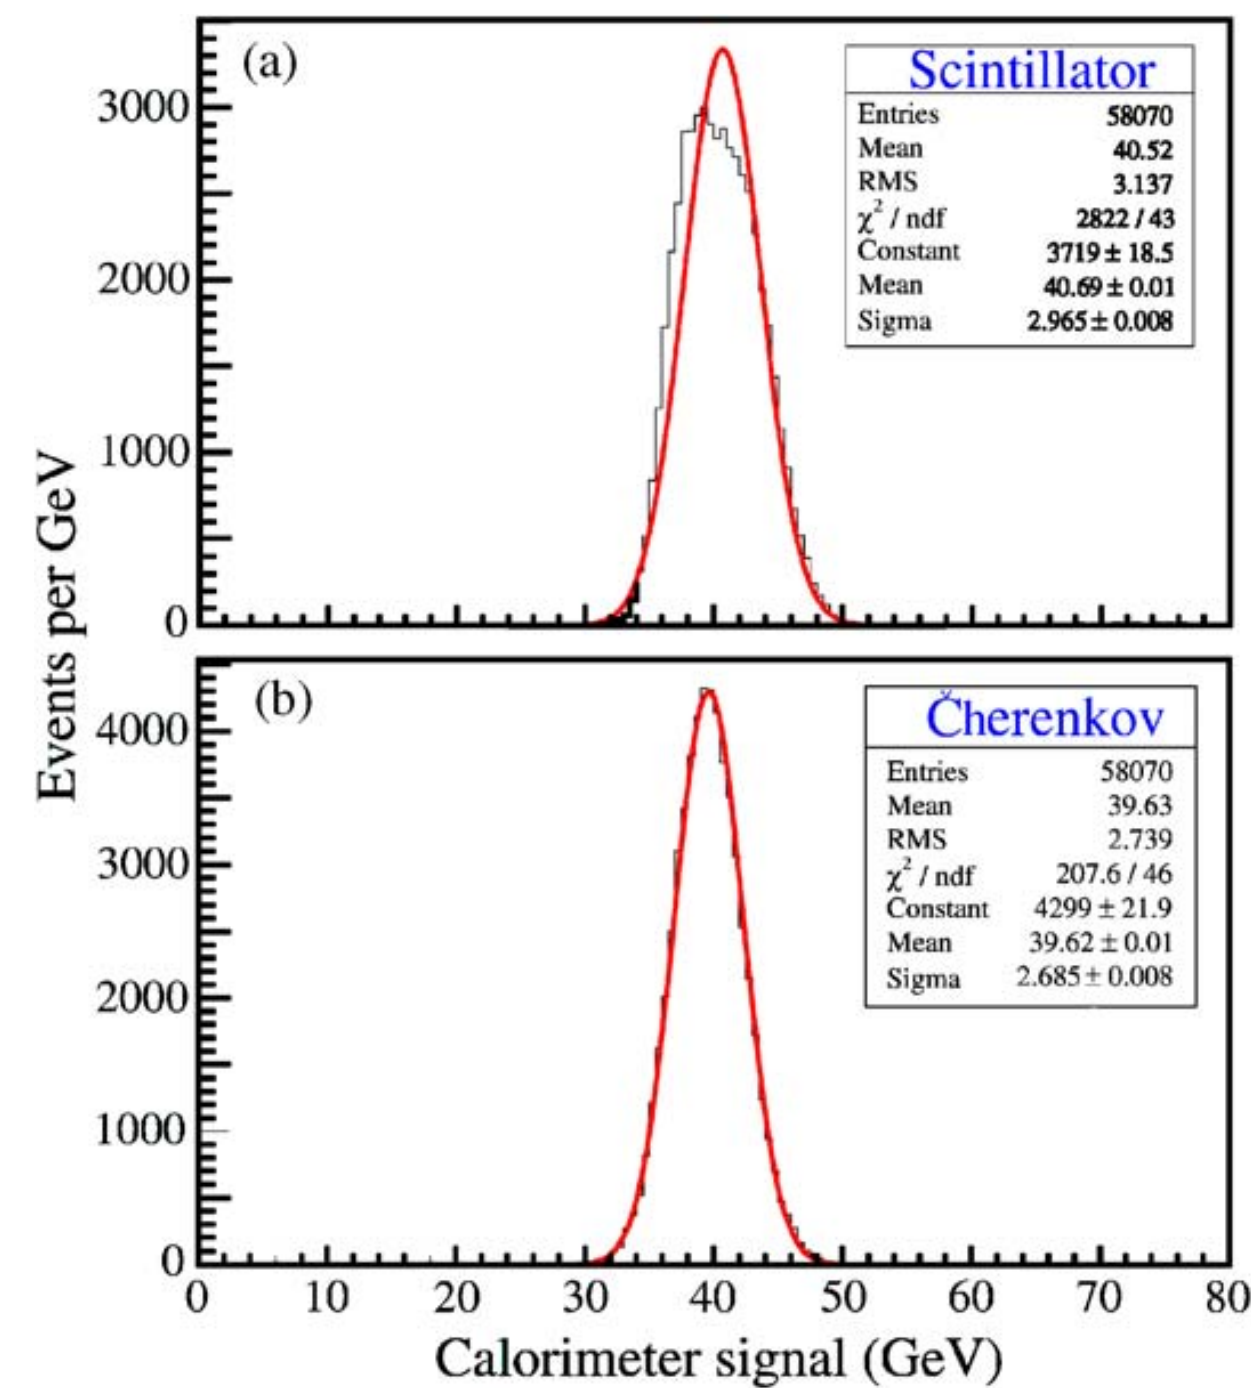 (a)
Scintillator
Entries 58070
Mean 40.52
RMS 3.137
χ² / ndf 2822 / 43
Constant 3719 ± 18.5
Mean 40.69 ± 0.01
Sigma 2.965 ± 0.008
3000
2000
1000
0
Events per GeV
(b)
Čherenkov
Entries 58070
Mean 39.63
RMS 2.739
χ² / ndf 207.6 / 46
Constant 4299 ± 21.9
Mean 39.62 ± 0.01
Sigma 2.685 ± 0.008
4000
3000
2000
1000
0
0 10 20 30 40 50 60 70 80
Calorimeter signal (GeV)